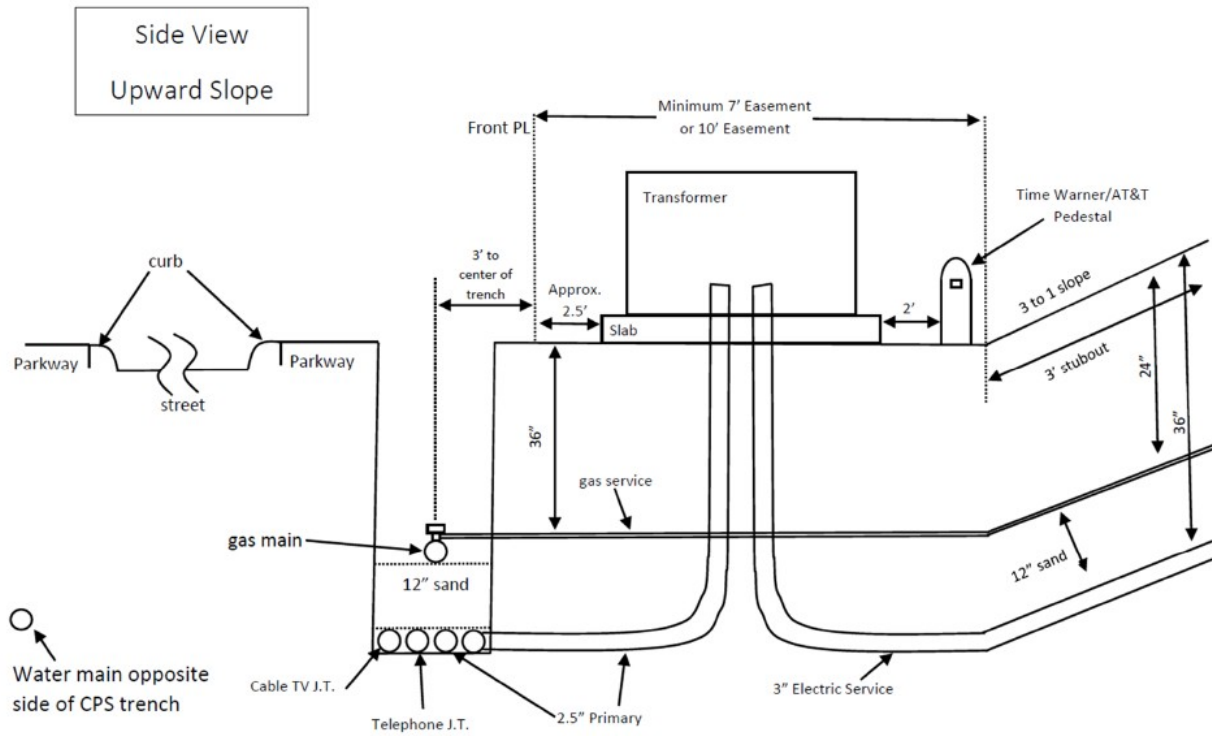 Side View
Upward Slope
Minimum 7’ Easement
or 10’ Easement
Front PL
Transformer
Time Warner/AT&T
Pedestal
3’ to
center of
trench
curb
Approx.
2.5’
2’
3 to 1 slope
Slab
Parkway
Parkway
3’ stubout
24”
street
36”
36”
gas service
gas main
12” sand
12” sand
Water main opposite
side of CPS trench
Cable TV J.T.
3” Electric Service
2.5” Primary
Telephone J.T.